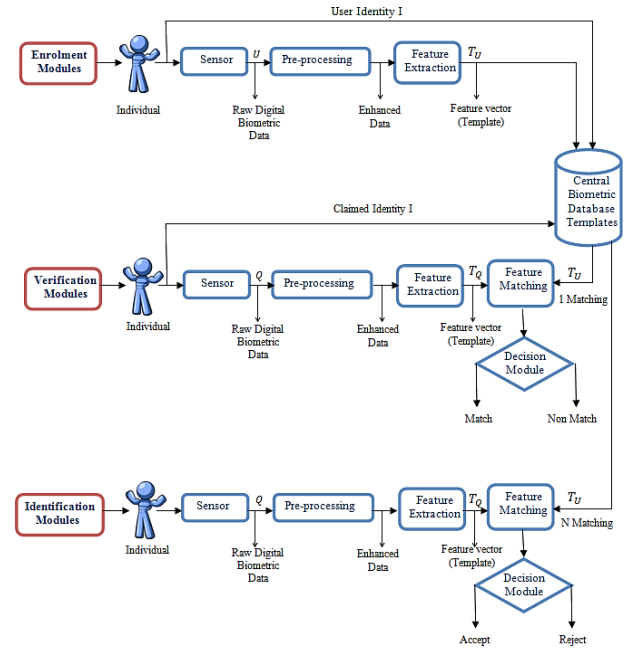 User Identity I
Enrolment
Modules
Individual
Sensor
U
Pre-processing
Feature
Extraction
T_U
Raw Digital
Biometric
Data
Enhanced
Data
Feature vector
(Template)
Central
Biometric
Database
Templates
Claimed Identity I
Verification
Modules
Individual
Sensor
Q
Pre-processing
Feature
Extraction
T_Q
Feature
Matching
T_U
1 Matching
Raw Digital
Biometric
Data
Enhanced
Data
Feature vector
(Template)
Decision
Module
Match
Non Match
Identification
Modules
Individual
Sensor
Q
Pre-processing
Feature
Extraction
T_Q
Feature
Matching
T_U
N Matching
Raw Digital
Biometric
Data
Enhanced
Data
Feature vector
(Template)
Decision
Module
Accept
Reject